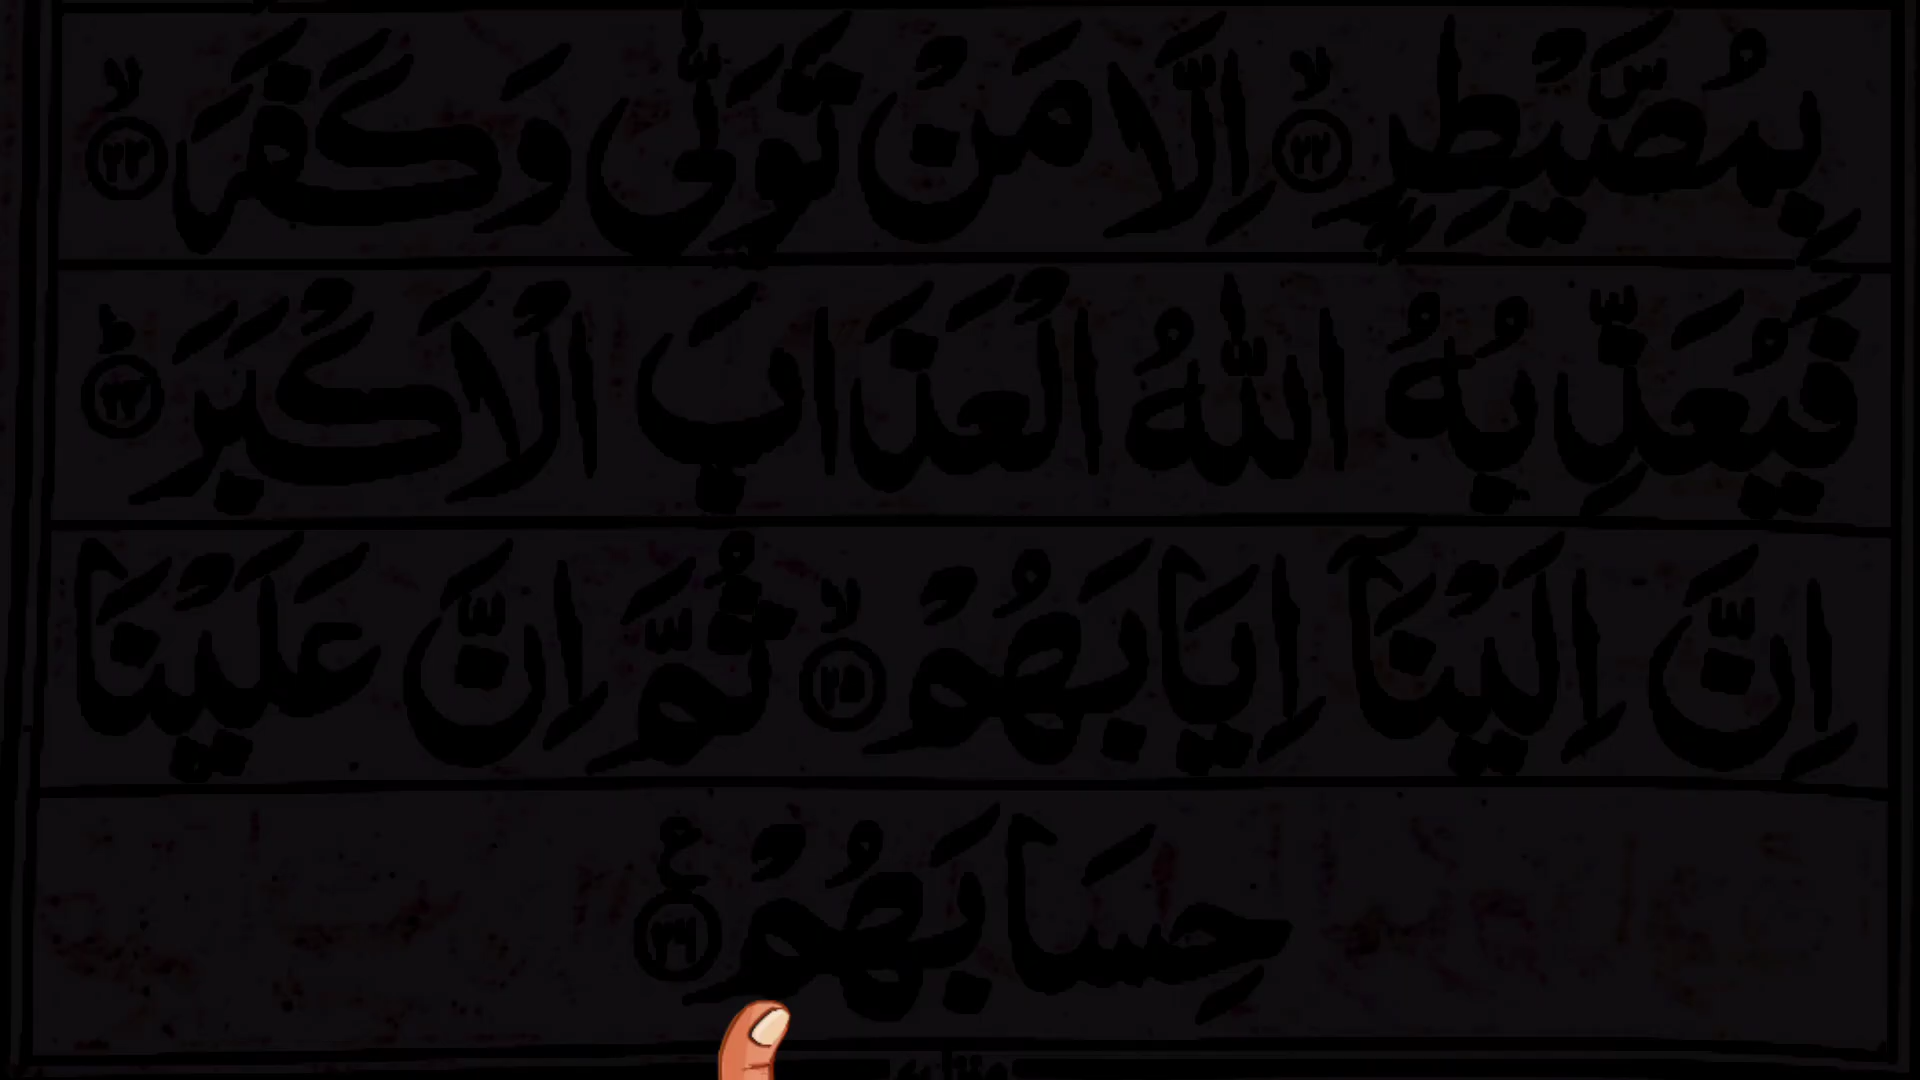 بِمُصَّۜيْطِرٍ ﴿٢٢﴾ۙ اِلَّا مَنْ تَوَلّٰى وَكَفَرَ ﴿٢٣﴾ۙ
فَيُعَذِّبُهُ اللّٰهُ الْعَذَابَ الْاَكْبَرَ ﴿٢٤﴾ؕ
اِنَّ اِلَيْنَاۤ اِيَابَهُمْ ﴿٢٥﴾ۙ ثُمَّ اِنَّ عَلَيْنَا
حِسَابَهُمْ ﴿٢٦﴾ع